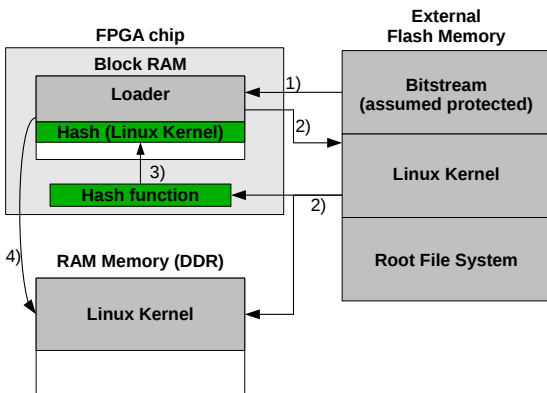 FPGA chip
Block RAM
Loader
Hash (Linux Kernel)
3)
Hash function
1)
2)
2)
4)
External
Flash Memory
Bitstream
(assumed protected)
Linux Kernel
Root File System
RAM Memory (DDR)
Linux Kernel